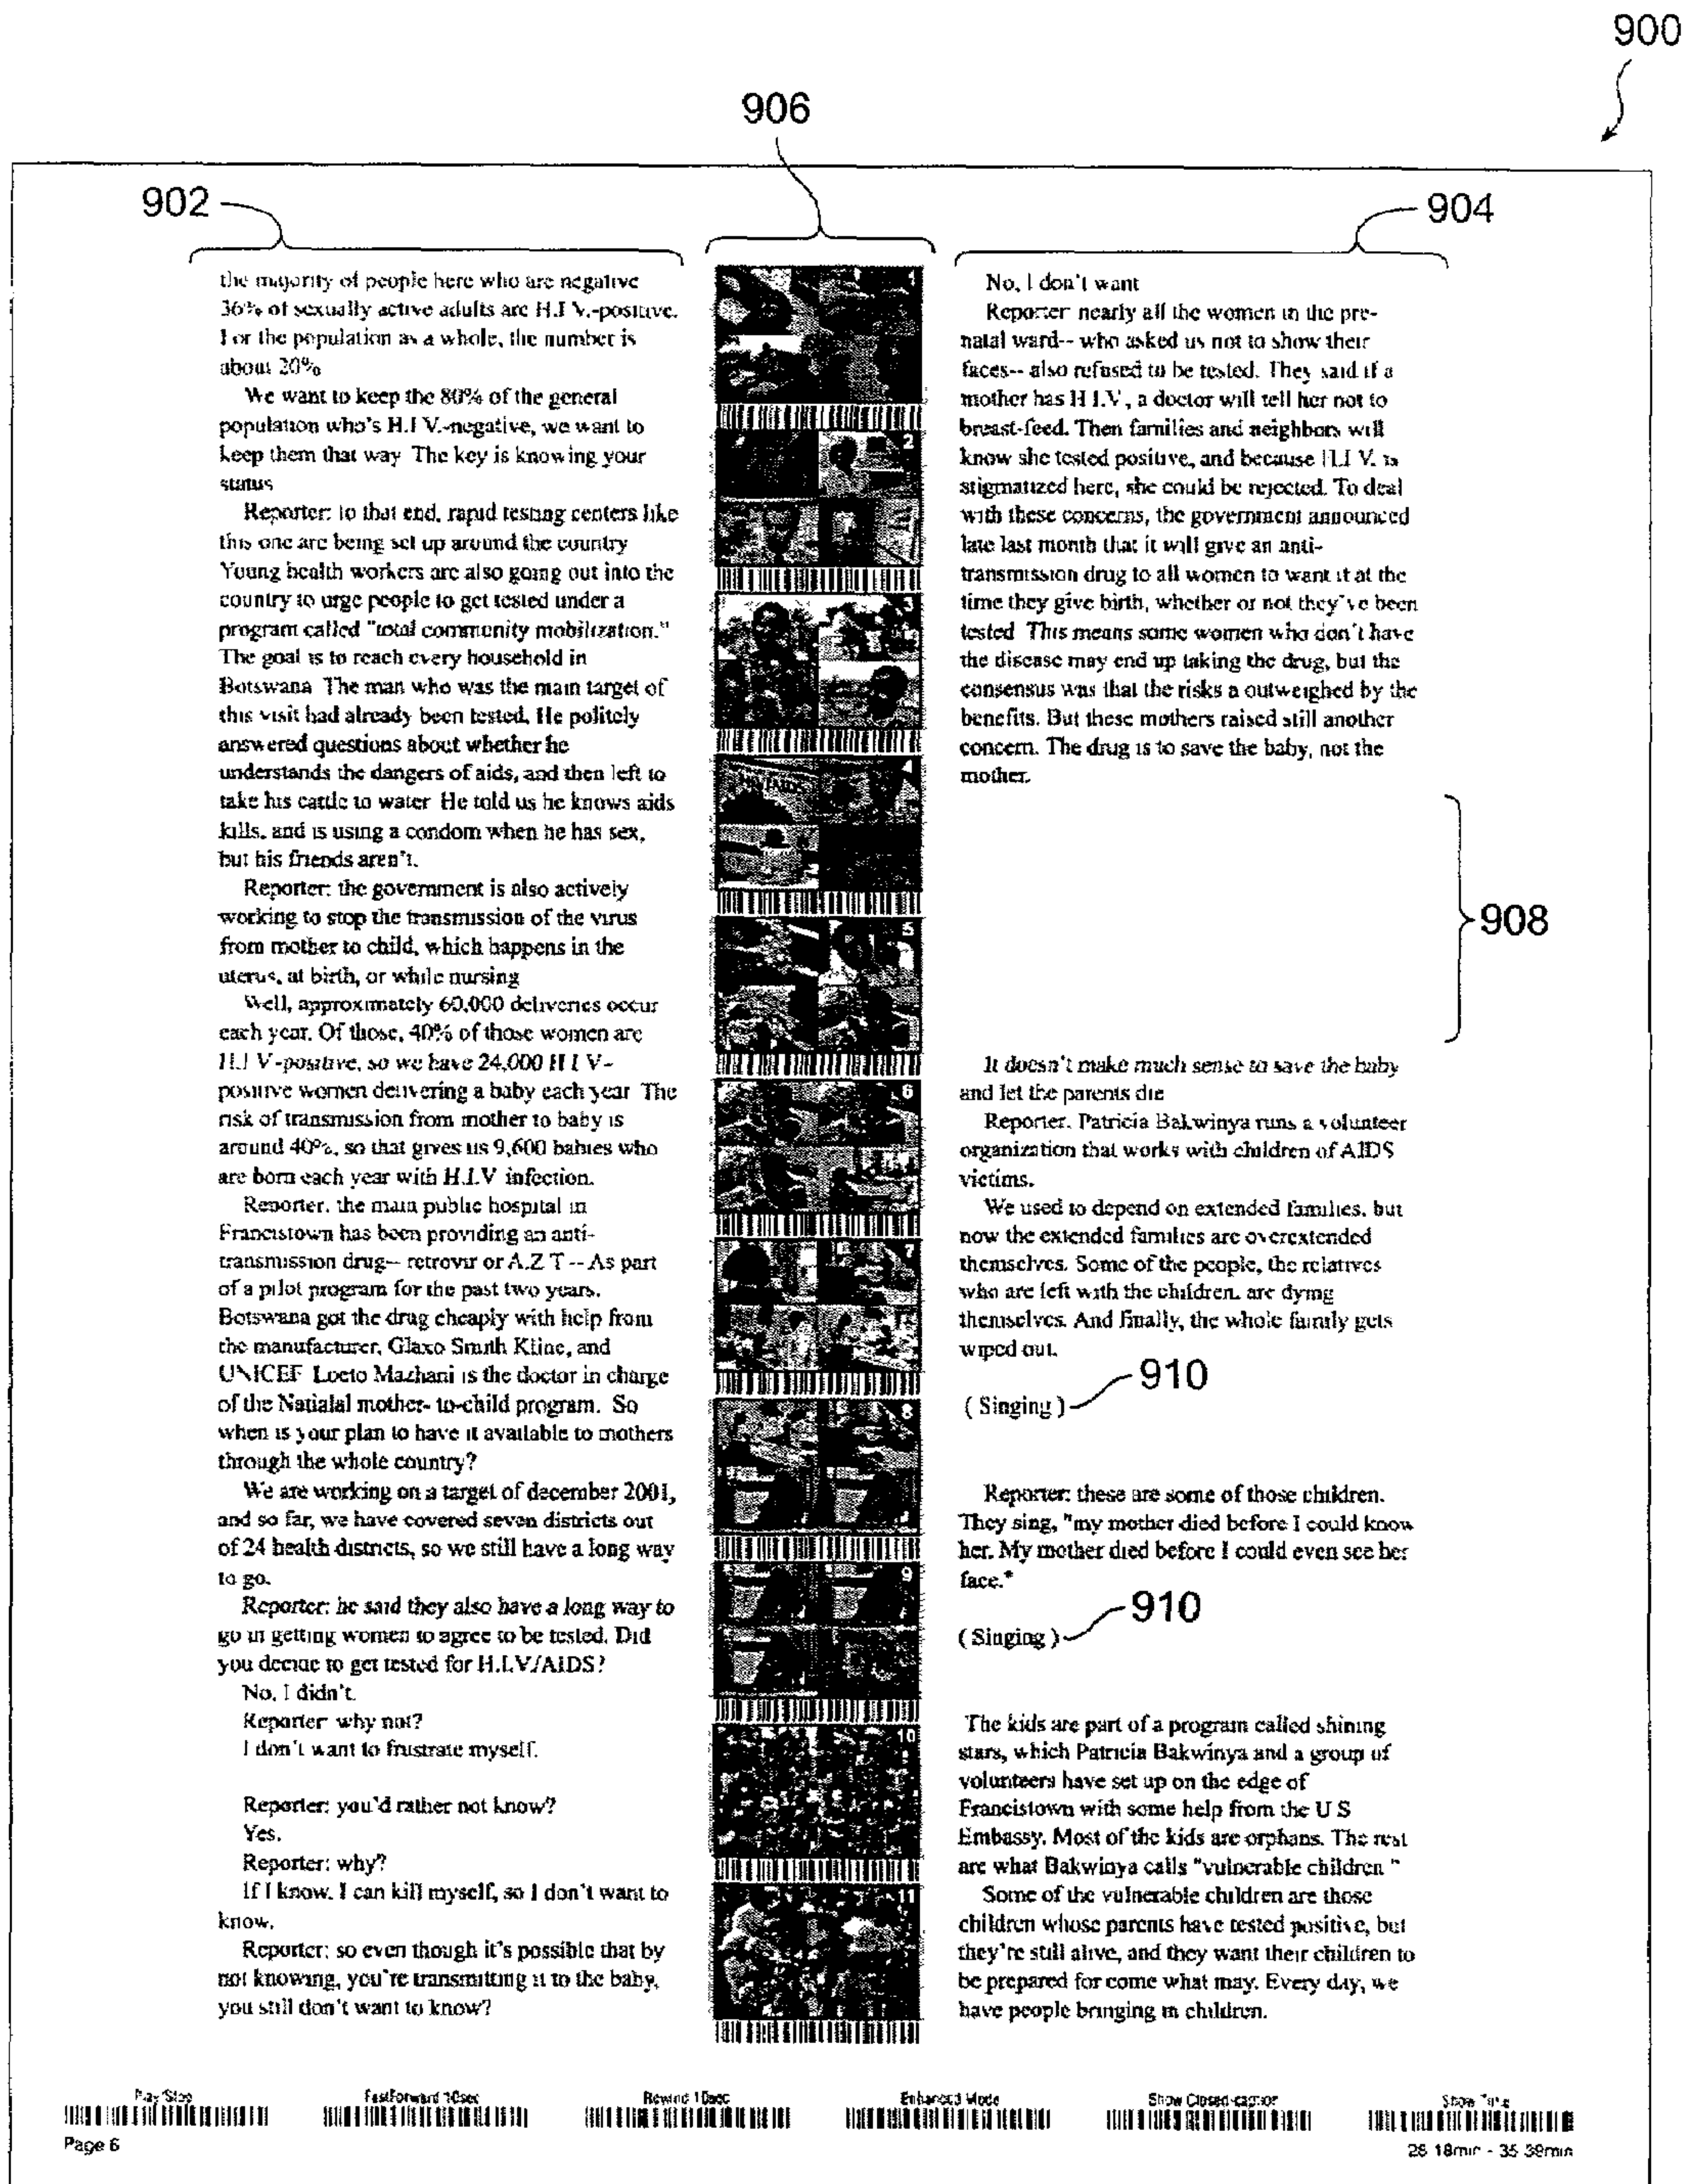 900
906
902
904
the majority of people here who are negative
36% of sexually active adults are H.I V.-positive.
For the population as a whole, the number is
about 20%
We want to keep the 80% of the general
population who's H.I V.-negative, we want to
keep them that way The key is knowing your
status
Reporter: to that end, rapid testing centers like
this one are being set up around the country
Young health workers are also going out into the
country to urge people to get tested under a
program called "total community mobilization."
The goal is to reach every household in
Botswana The man who was the main target of
this visit had already been tested. He politely
answered questions about whether he
understands the dangers of aids, and then left to
take his cattle to water He told us he knows aids
kills, and is using a condom when he has sex,
but his friends aren't.
Reporter: the government is also actively
working to stop the transmission of the virus
from mother to child, which happens in the
uterus, at birth, or while nursing
Well, approximately 60,000 deliveries occur
each year. Of those, 40% of those women are
H.I V-positive, so we have 24,000 H I V-
positive women delivering a baby each year The
risk of transmission from mother to baby is
around 40%, so that gives us 9,600 babies who
are born each year with H.I.V infection.
Reporter. the main public hospital in
Francistown has been providing an anti-
transmission drug-- retrovir or A.Z T -- As part
of a pilot program for the past two years.
Botswana got the drug cheaply with help from
the manufacturer, Glaxo Smith Kline, and
UNICEF Loeto Mazhani is the doctor in charge
of the Natialal mother- to-child program. So
when is your plan to have it available to mothers
through the whole country?
We are working on a target of december 2001,
and so far, we have covered seven districts out
of 24 health districts, so we still have a long way
to go.
Reporter: he said they also have a long way to
go in getting women to agree to be tested. Did
you decide to get tested for H.I.V/AIDS?
No, I didn't.
Reporter why not?
I don't want to frustrate myself.
Reporter: you'd rather not know?
Yes.
Reporter: why?
If I know. I can kill myself, so I don't want to
know.
Reporter: so even though it's possible that by
not knowing, you're transmitting it to the baby,
you still don't want to know?
1
2
3
4
AIDS
5
6
7
8
9
10
11
No, I don't want
Reporter nearly all the women in the pre-
natal ward-- who asked us not to show their
faces-- also refused to be tested. They said if a
mother has H I.V, a doctor will tell her not to
breast-feed. Then families and neighbors will
know she tested positive, and because H.I V. is
stigmatized here, she could be rejected. To deal
with these concerns, the government announced
late last month that it will give an anti-
transmission drug to all women to want it at the
time they give birth, whether or not they've been
tested This means some women who don't have
the disease may end up taking the drug, but the
consensus was that the risks a outweighed by the
benefits. But these mothers raised still another
concern. The drug is to save the baby, not the
mother.
908
It doesn't make much sense to save the baby
and let the parents die
Reporter. Patricia Bakwinya runs a volunteer
organization that works with children of AIDS
victims.
We used to depend on extended families, but
now the extended families are overextended
themselves. Some of the people, the relatives
who are left with the children, are dying
themselves. And finally, the whole family gets
wiped out.
910
( Singing )
Reporter: these are some of those children.
They sing, "my mother died before I could know
her. My mother died before I could even see her
face."
910
( Singing )
The kids are part of a program called shining
stars, which Patricia Bakwinya and a group of
volunteers have set up on the edge of
Francistown with some help from the U S
Embassy. Most of the kids are orphans. The rest
are what Bakwinya calls "vulnerable children "
Some of the vulnerable children are those
children whose parents have tested positive, but
they're still alive, and they want their children to
be prepared for come what may. Every day, we
have people bringing in children.
Play Stop
FastForward 10sec
Rewind 10sec
Enhanced Mode
Show Closed-caption
Show Time
Page 6
28 18min - 35 39min